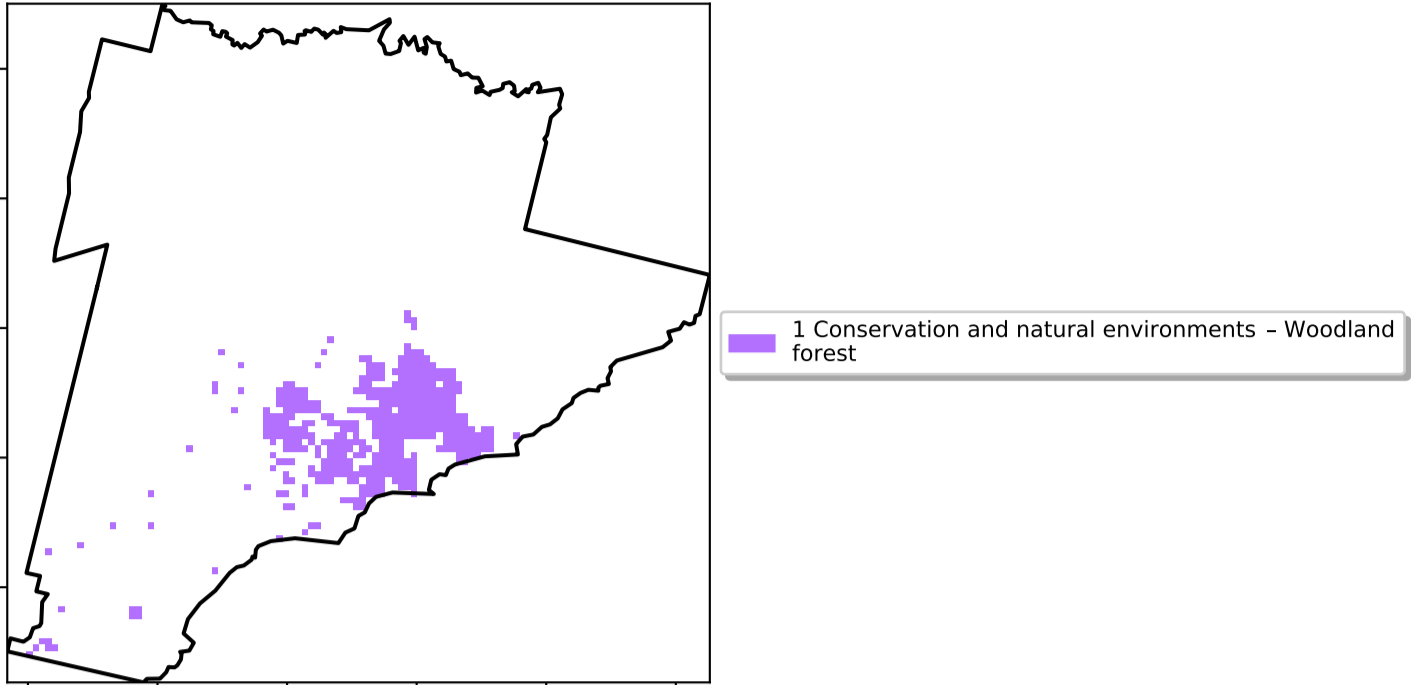 1 Conservation and natural environments – Woodland
forest